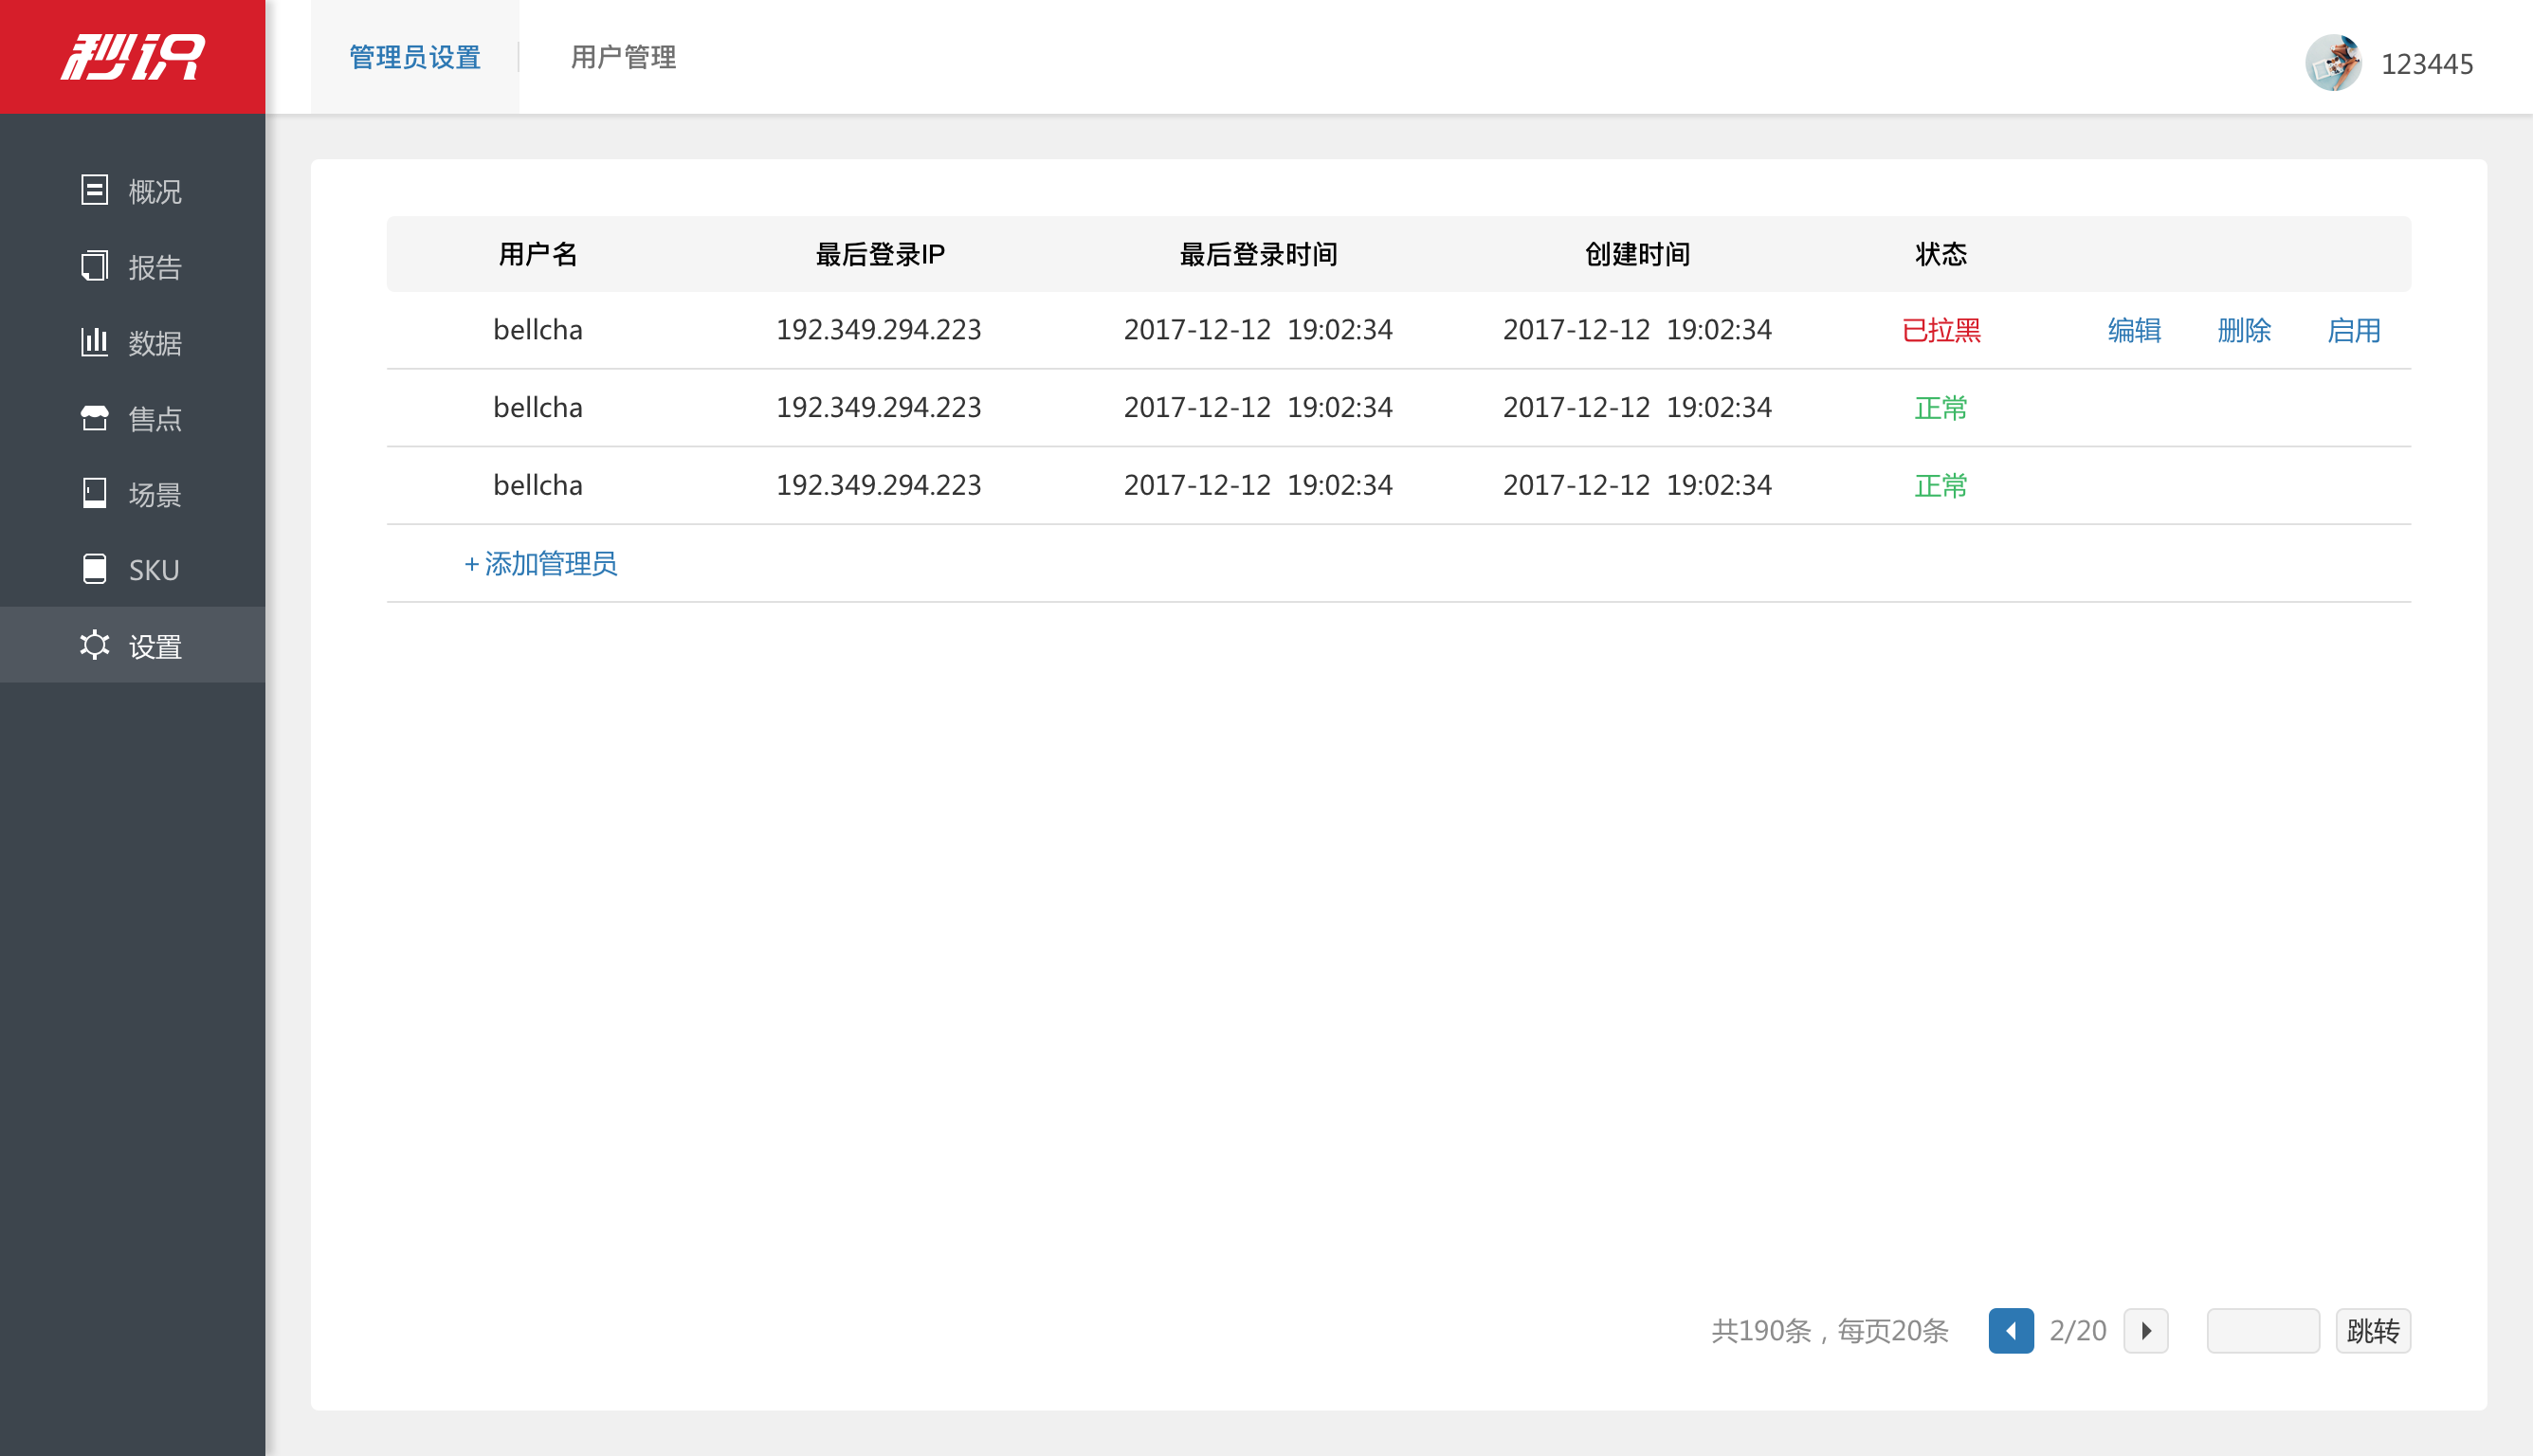 秒识
管理员设置 用户管理
123445
概况
报告
数据
售点
场景
SKU
设置
用户名 最后登录IP 最后登录时间 创建时间 状态
bellcha 192.349.294.223 2017-12-12 19:02:34 2017-12-12 19:02:34 已拉黑 编辑 删除 启用
bellcha 192.349.294.223 2017-12-12 19:02:34 2017-12-12 19:02:34 正常
bellcha 192.349.294.223 2017-12-12 19:02:34 2017-12-12 19:02:34 正常
+ 添加管理员
共190条，每页20条 2/20 跳转